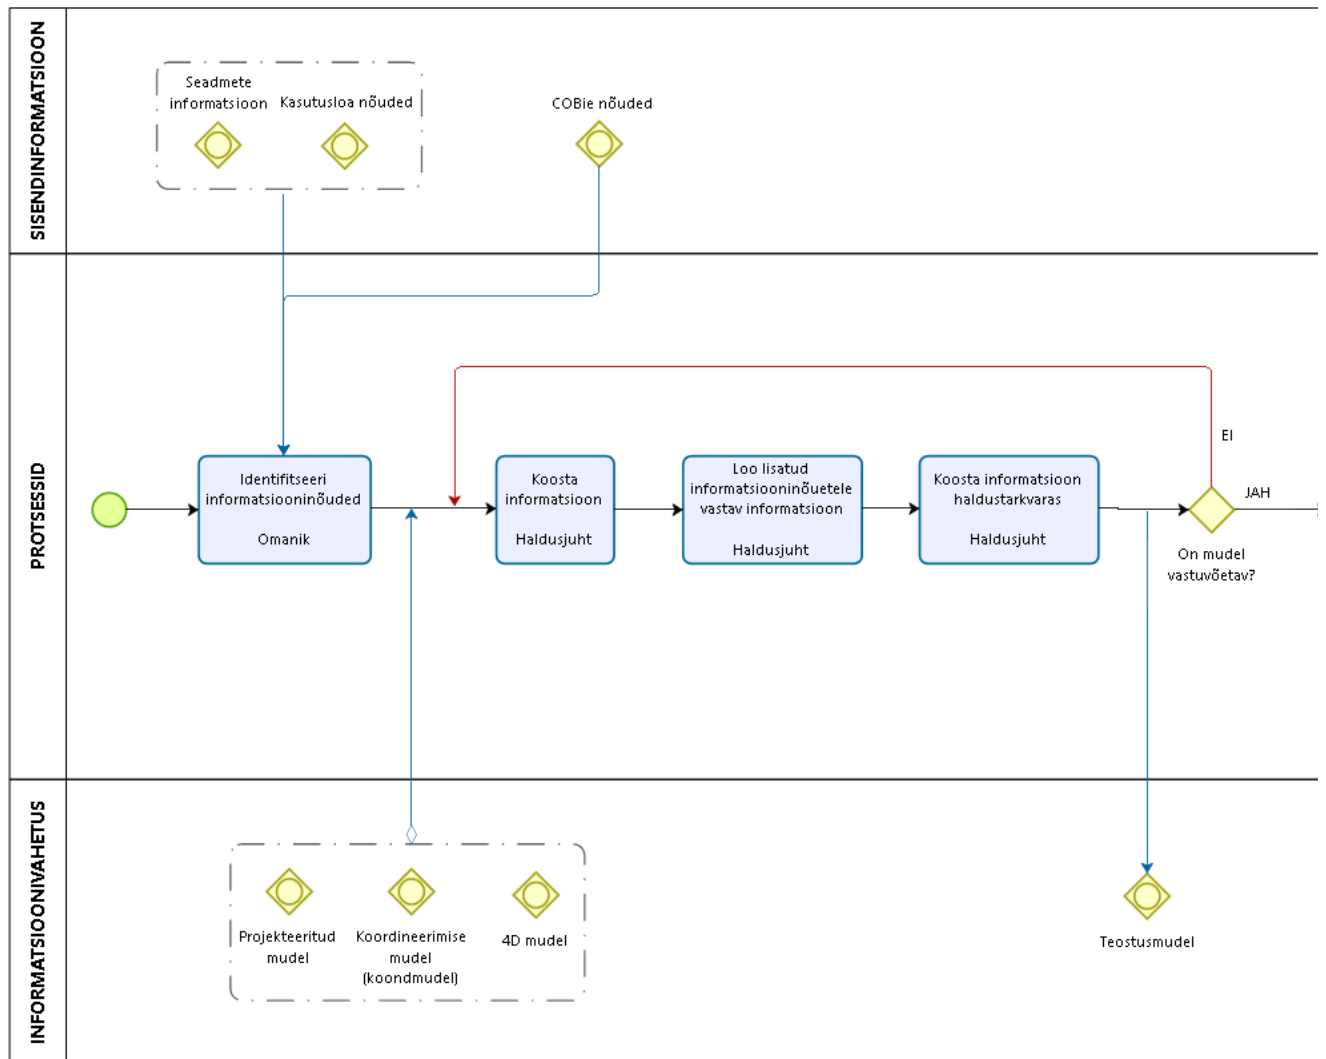 SISENDINFORMATSIOON
Seadmete
informatsioon
Kasutusloa nõuded
COBie nõuded
PROTSESSID
Identifitseeri
informatsiooninõuded
Omanik
Koosta
informatsioon
Haldusjuht
Loo lisatud
informatsiooninõuetele
vastav informatsioon
Haldusjuht
Koosta informatsioon
haldustarkvaras
Haldusjuht
EI
JAH
On mudel
vastuvõetav?
INFORMATSIOONIVAHETUS
Projekteeritud
mudel
Koordineerimise
mudel
(koondmudel)
4D mudel
Teostusmudel